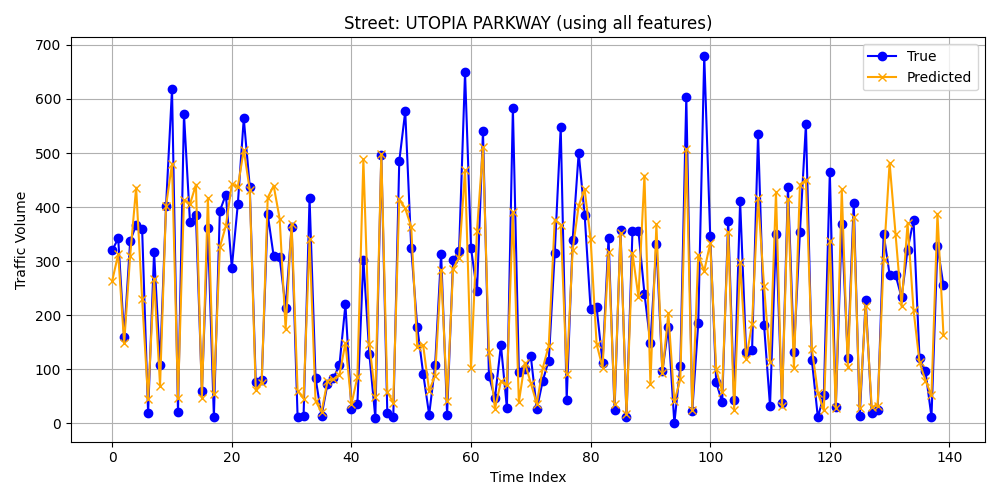 Street: UTOPIA PARKWAY (using all features)
True
Predicted
Traffic Volume
700
600
500
400
300
200
100
0
0 20 40 60 80 100 120 140
Time Index